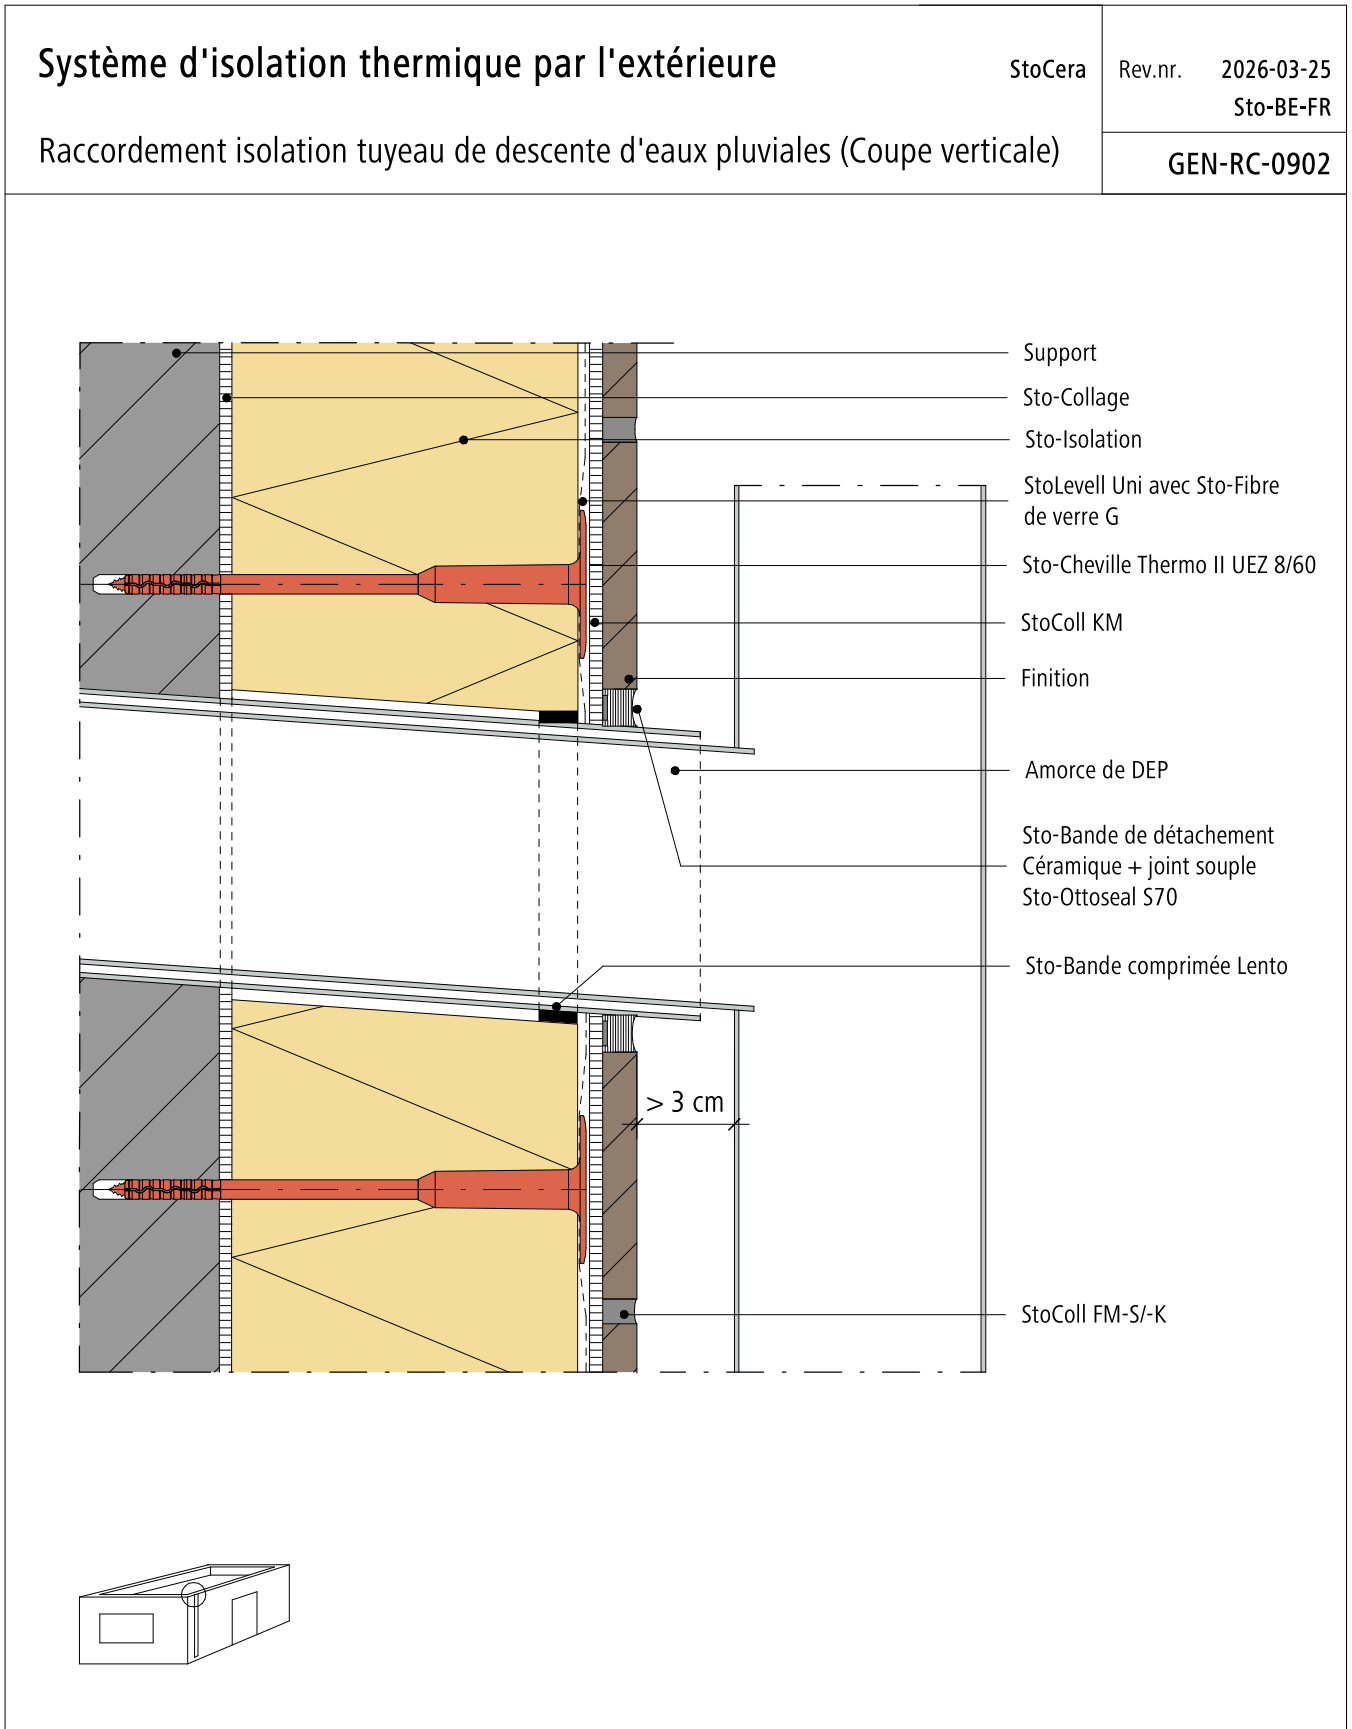 Système d'isolation thermique par l'extérieure
StoCera
Rev.nr. 2026-03-25
Sto-BE-FR
Raccordement isolation tuyeau de descente d'eaux pluviales (Coupe verticale)
GEN-RC-0902
Support
Sto-Collage
Sto-Isolation
StoLevell Uni avec Sto-Fibre
de verre G
Sto-Cheville Thermo II UEZ 8/60
StoColl KM
Finition
Amorce de DEP
Sto-Bande de détachement
Céramique + joint souple
Sto-Ottoseal S70
Sto-Bande comprimée Lento
> 3 cm
StoColl FM-S/-K